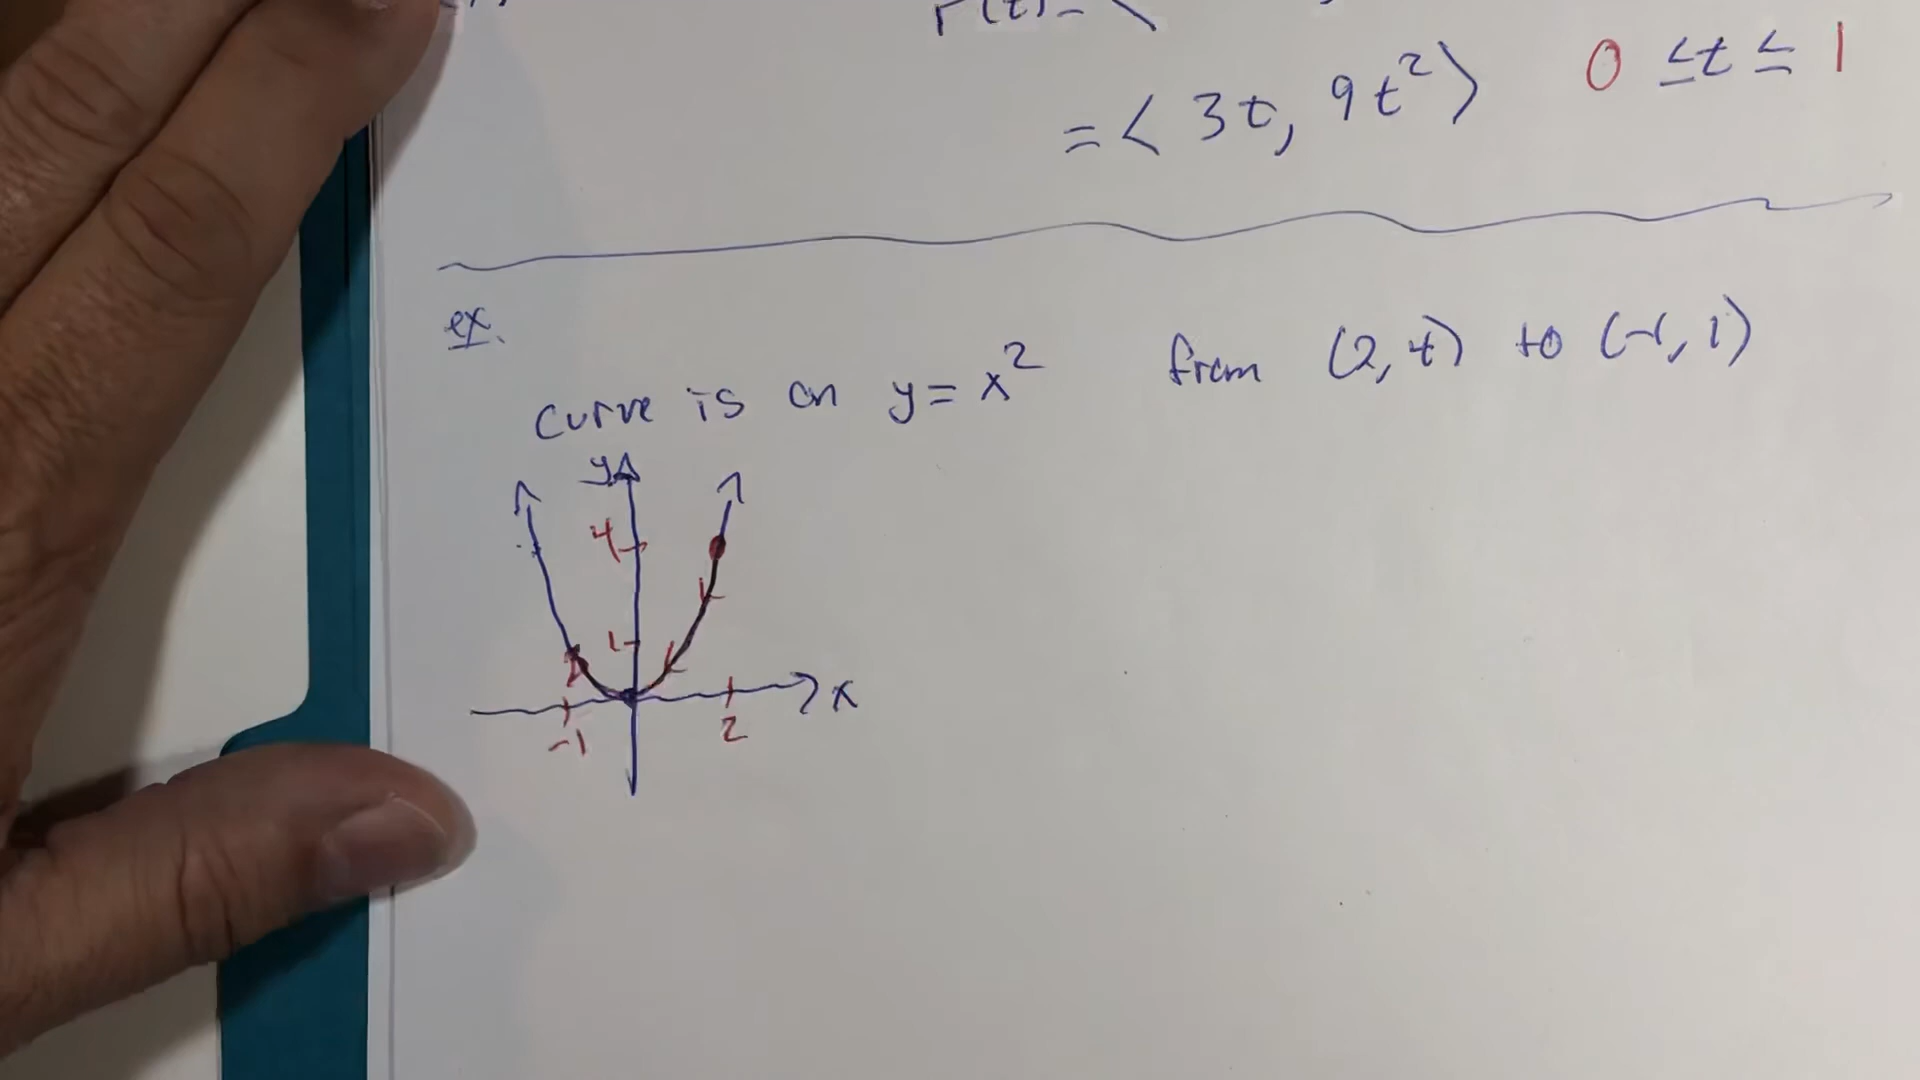 r(t) = ⟨
= ⟨ 3t, 9t² ⟩ 0 ≤ t ≤ 1
ex.
curve is on y = x² from (2, 4) to (-1, 1)
y
4
1
x
-1 2